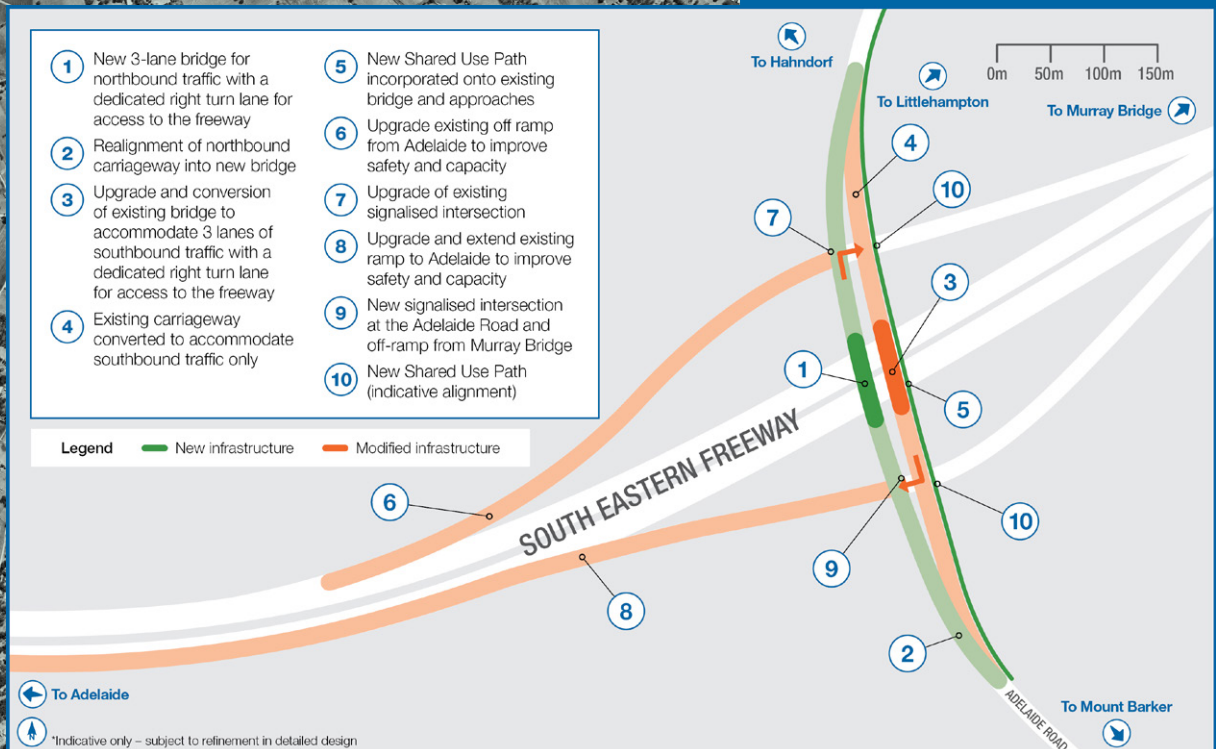 1
New 3-lane bridge for
northbound traffic with a
dedicated right turn lane for
access to the freeway
2
Realignment of northbound
carriageway into new bridge
3
Upgrade and conversion
of existing bridge to
accommodate 3 lanes of
southbound traffic with a
dedicated right turn lane
for access to the freeway
4
Existing carriageway
converted to accommodate
southbound traffic only
5
New Shared Use Path
incorporated onto existing
bridge and approaches
6
Upgrade existing off ramp
from Adelaide to improve
safety and capacity
7
Upgrade of existing
signalised intersection
8
Upgrade and extend existing
ramp to Adelaide to improve
safety and capacity
9
New signalised intersection
at the Adelaide Road and
off-ramp from Murray Bridge
10
New Shared Use Path
(indicative alignment)
Legend
New infrastructure
Modified infrastructure
To Hahndorf
To Littlehampton
To Murray Bridge
0m 50m 100m 150m
4
10
7
3
1
5
SOUTH EASTERN FREEWAY
6
10
9
8
2
ADELAIDE ROAD
To Adelaide
To Mount Barker
N
*Indicative only – subject to refinement in detailed design